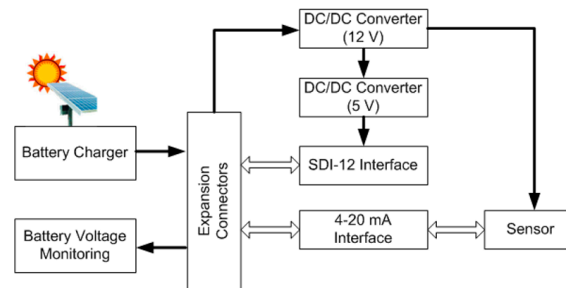 DC/DC Converter
(12 V)
DC/DC Converter
(5 V)
Battery Charger
SDI-12 Interface
Expansion
Connectors
Battery Voltage
Monitoring
4-20 mA
Interface
Sensor